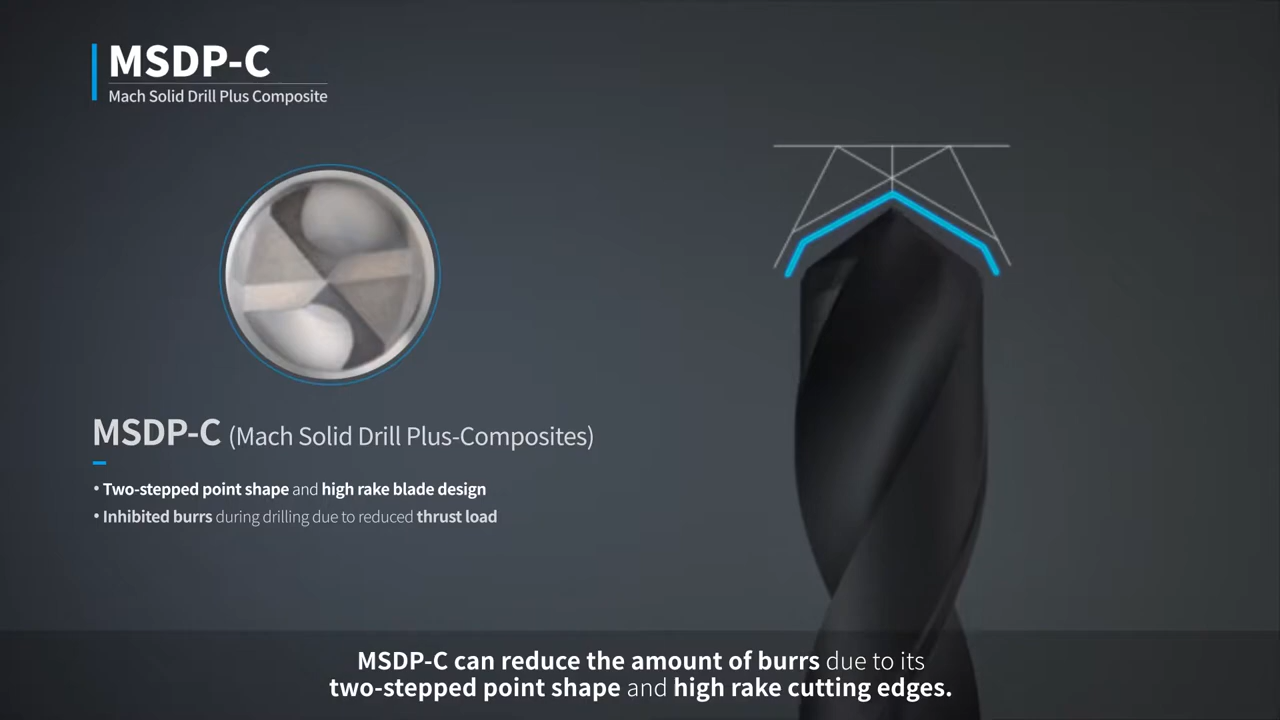 MSDP-C
Mach Solid Drill Plus Composite
MSDP-C (Mach Solid Drill Plus-Composites)
• Two-stepped point shape and high rake blade design
• Inhibited burrs during drilling due to reduced thrust load
MSDP-C can reduce the amount of burrs due to its
two-stepped point shape and high rake cutting edges.